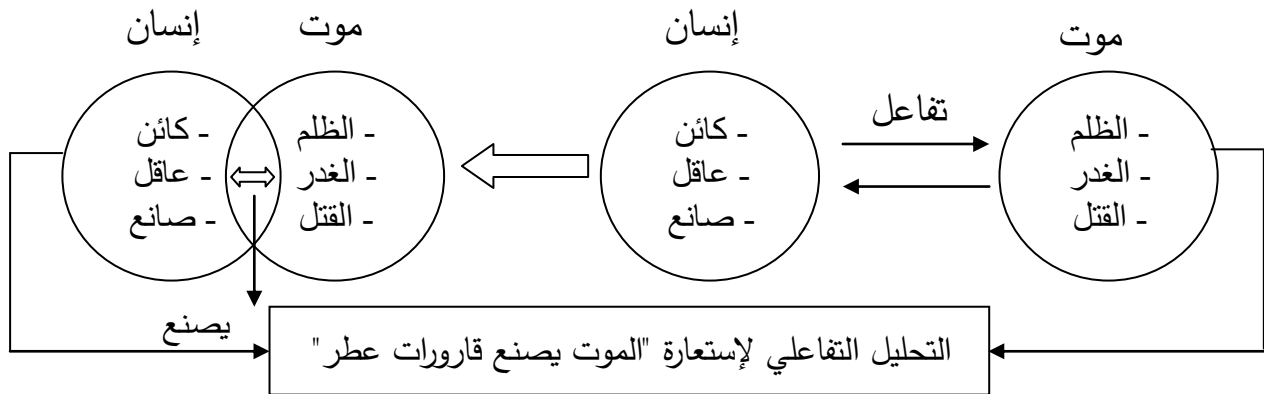 موت
إنسان
موت
إنسان
- الظلم
- الغدر
- القتل
تفاعل
- كائن
- عاقل
- صانع
- الظلم
- الغدر
- القتل
- كائن
- عاقل
- صانع
يصنع
التحليل التفاعلي لإستعارة "الموت يصنع قارورات عطر"